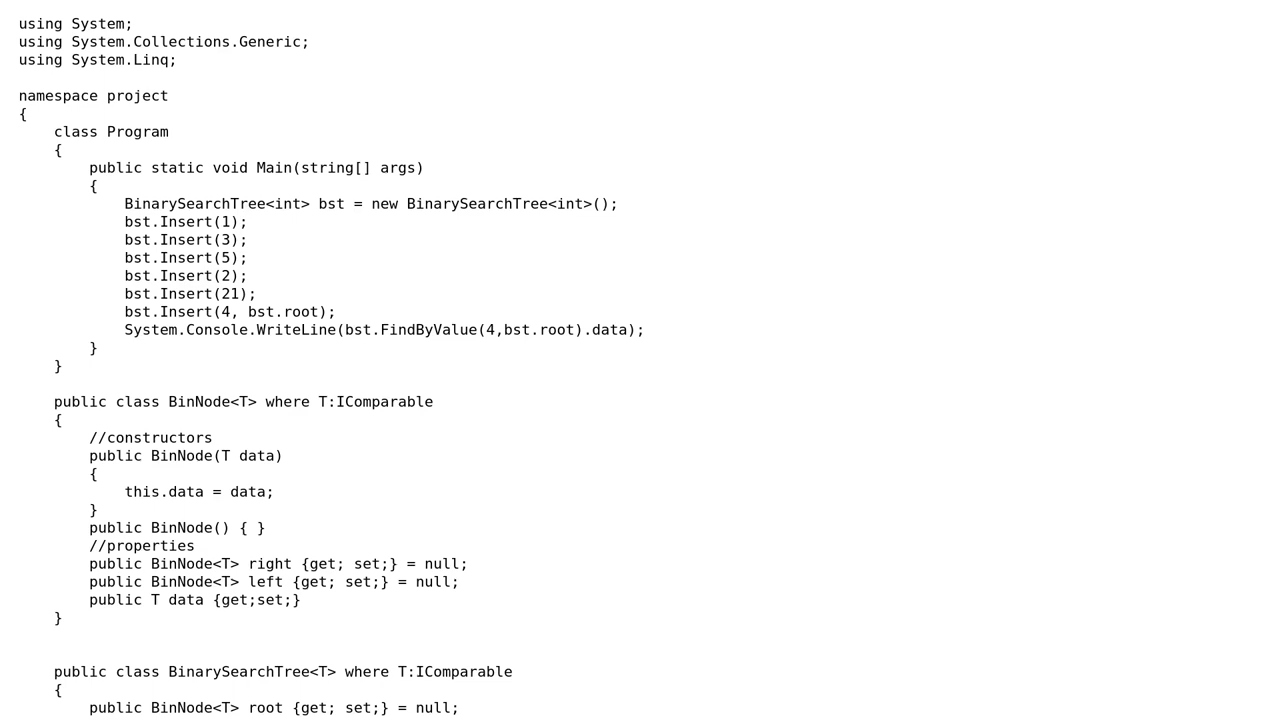 using System;
using System.Collections.Generic;
using System.Linq;

namespace project
{
    class Program
    {
        public static void Main(string[] args)
        {
            BinarySearchTree<int> bst = new BinarySearchTree<int>();
            bst.Insert(1);
            bst.Insert(3);
            bst.Insert(5);
            bst.Insert(2);
            bst.Insert(21);
            bst.Insert(4, bst.root);
            System.Console.WriteLine(bst.FindByValue(4,bst.root).data);
        }
    }

    public class BinNode<T> where T:IComparable
    {
        //constructors
        public BinNode(T data)
        {
            this.data = data;
        }
        public BinNode() { }
        //properties
        public BinNode<T> right {get; set;} = null;
        public BinNode<T> left {get; set;} = null;
        public T data {get;set;}
    }


    public class BinarySearchTree<T> where T:IComparable
    {
        public BinNode<T> root {get; set;} = null;